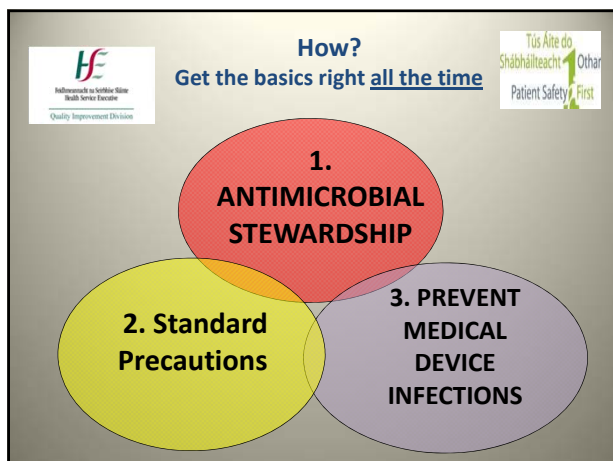 How?
Get the basics right all the time
Feidhmeannacht na Seirbhíse Sláinte
Health Service Executive
Quality Improvement Division
Tús Áite do
Shábháilteacht Othar
Patient Safety First
1.
ANTIMICROBIAL
STEWARDSHIP
2. Standard
Precautions
3. PREVENT
MEDICAL
DEVICE
INFECTIONS